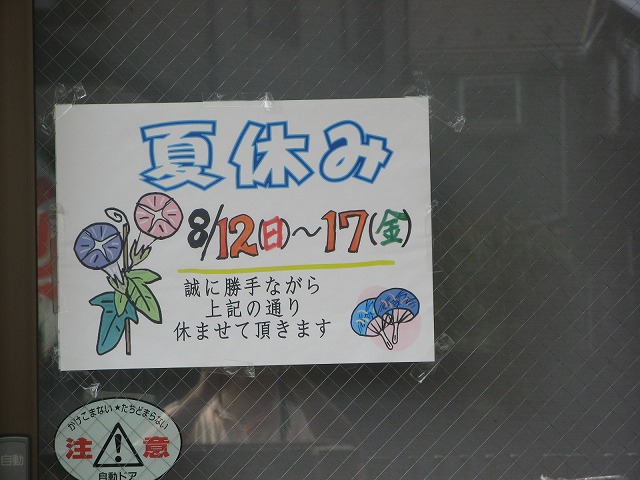 夏休み
8/12(日)～17(金)
誠に勝手ながら
上記の通り
休ませて頂きます
かけこまない★たちどまらない
注意
自動ドア
自動